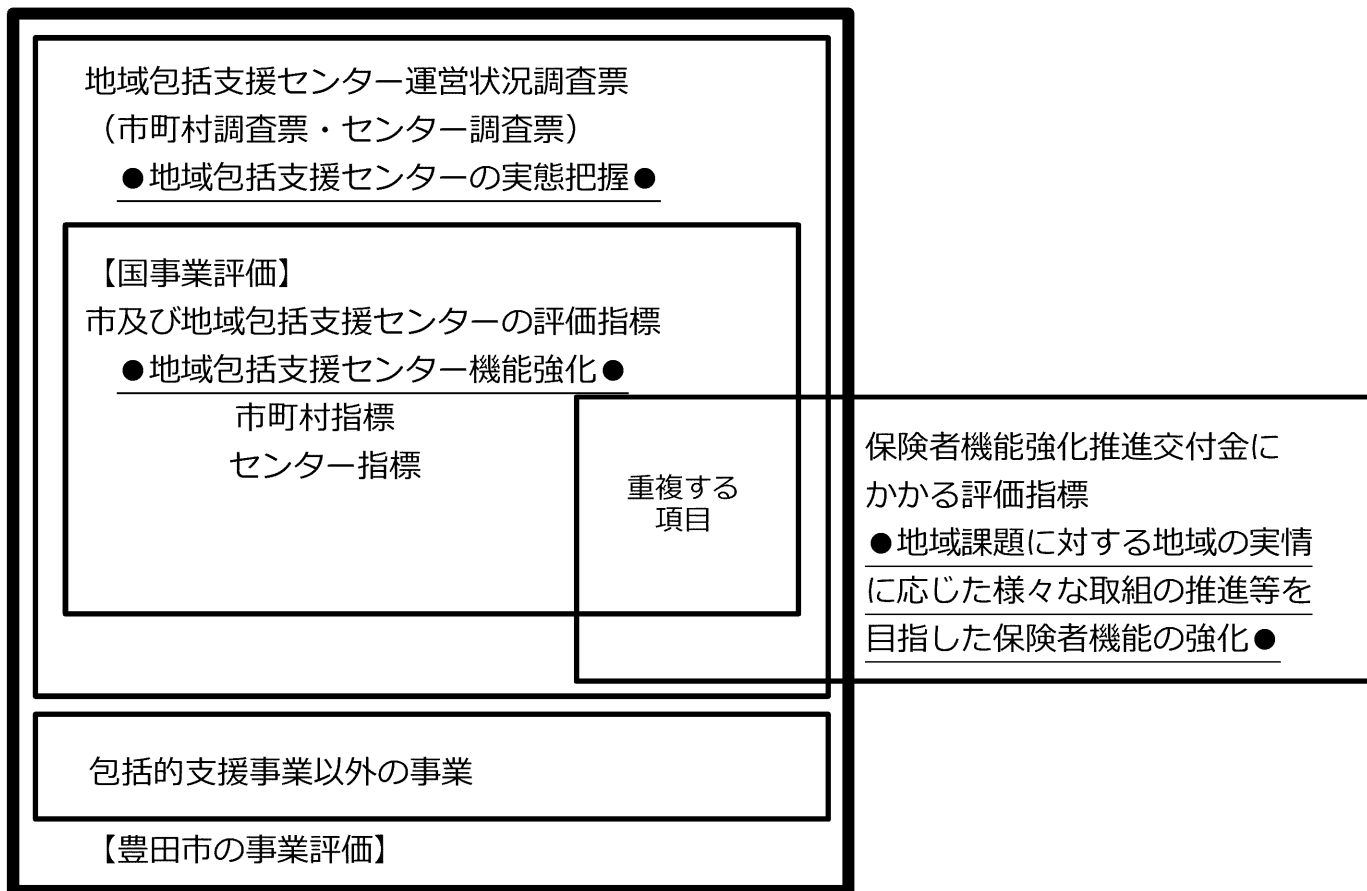 地域包括支援センター運営状況調査票
（市町村調査票・センター調査票）
●地域包括支援センターの実態把握●
【国事業評価】
市及び地域包括支援センターの評価指標
●地域包括支援センター機能強化●
市町村指標
センター指標
重複する
項目
保険者機能強化推進交付金に
かかる評価指標
●地域課題に対する地域の実情
に応じた様々な取組の推進等を
目指した保険者機能の強化●
包括的支援事業以外の事業
【豊田市の事業評価】